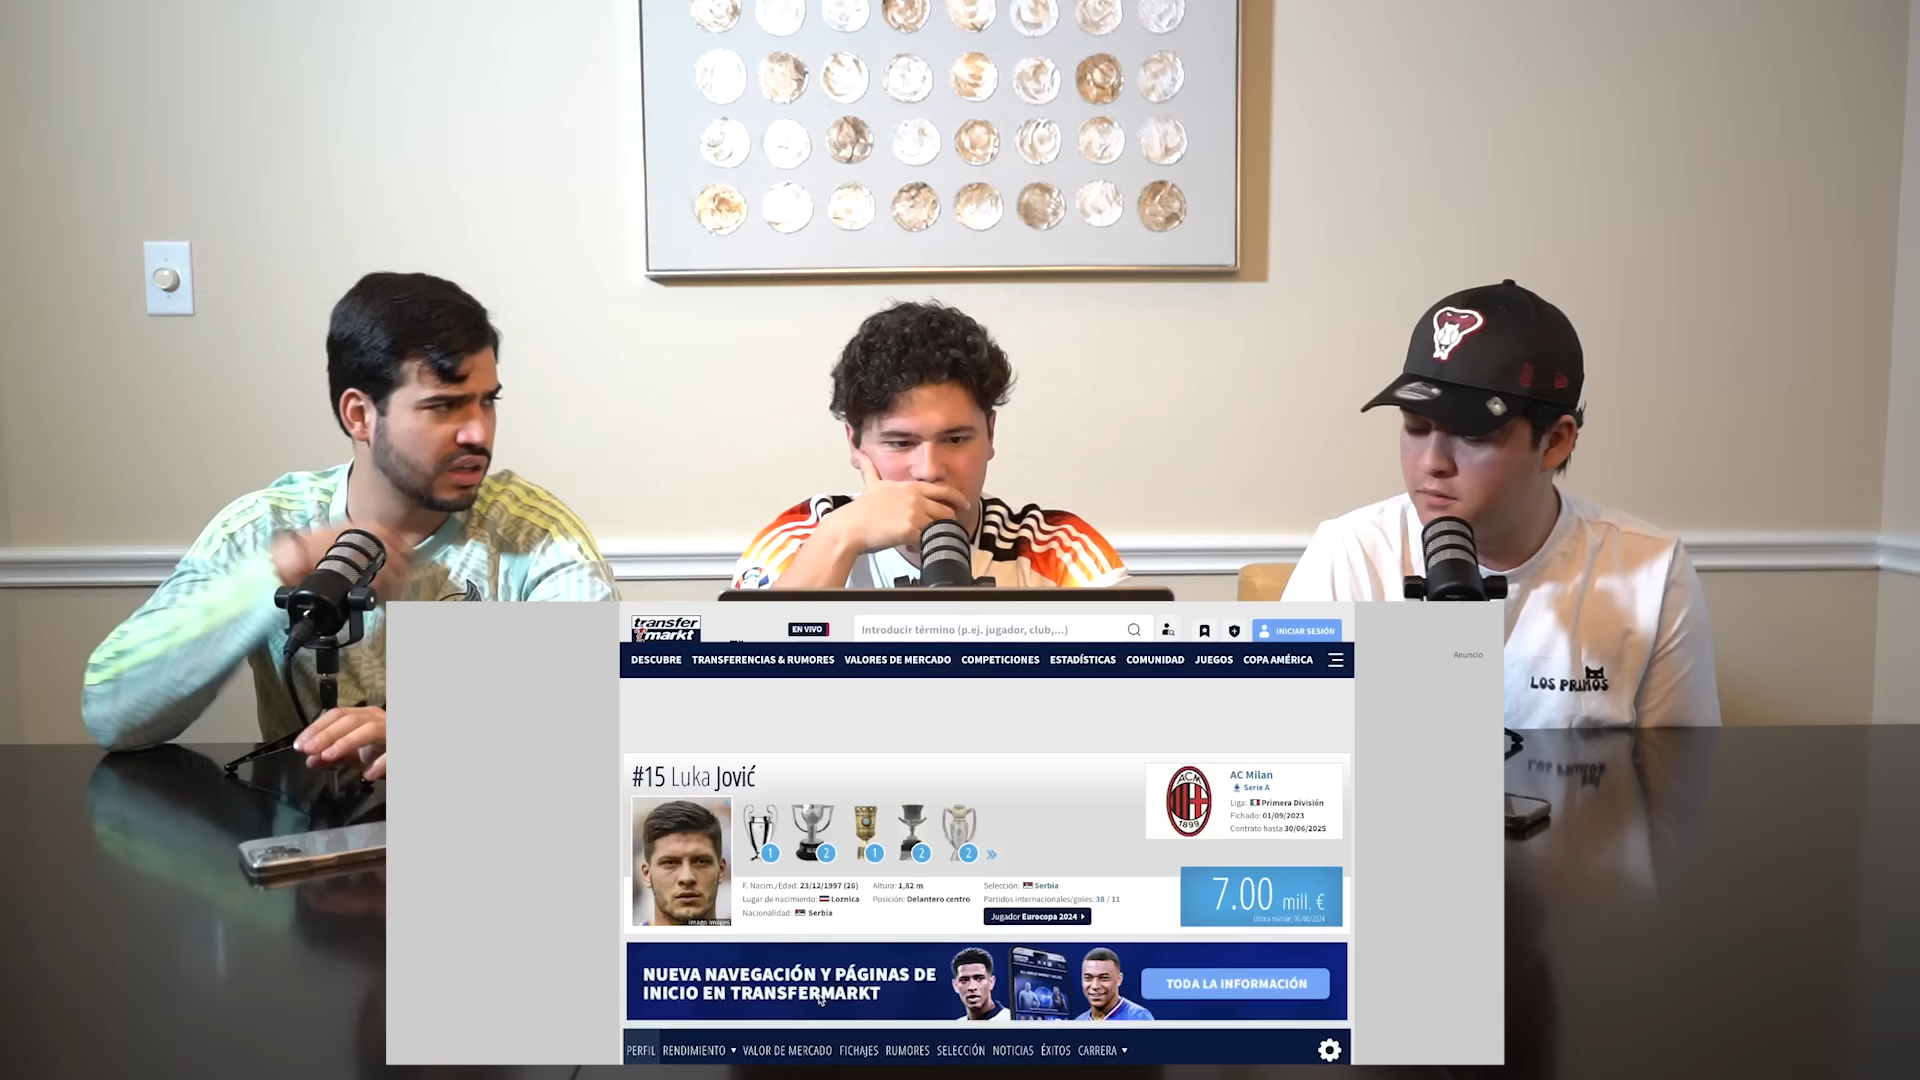 transfer
markt
EN VIVO
Introducir término (p.ej. jugador, club,...)
INICIAR SESIÓN
DESCUBRE TRANSFERENCIAS & RUMORES VALORES DE MERCADO COMPETICIONES ESTADÍSTICAS COMUNIDAD JUEGOS COPA AMÉRICA
Anuncio
LOS PRIMOS
#15 Luka Jović
ACM
1899
AC Milan
Serie A
Liga: Primera División
Fichado: 01/09/2023
Contrato hasta 30/06/2025
1 2 1 2 2 »
F. Nacim./Edad: 23/12/1997 (26)
Lugar de nacimiento: Loznica
Nacionalidad: Serbia
Altura: 1,82 m
Posición: Delantero centro
Selección: Serbia
Partidos internacionales/goles: 38 / 11
Jugador Eurocopa 2024
7.00 mill. €
imago images
NUEVA NAVEGACIÓN Y PÁGINAS DE
INICIO EN TRANSFERMARKT
TODA LA INFORMACIÓN
PERFIL RENDIMIENTO VALOR DE MERCADO FICHAJES RUMORES SELECCIÓN NOTICIAS ÉXITOS CARRERA